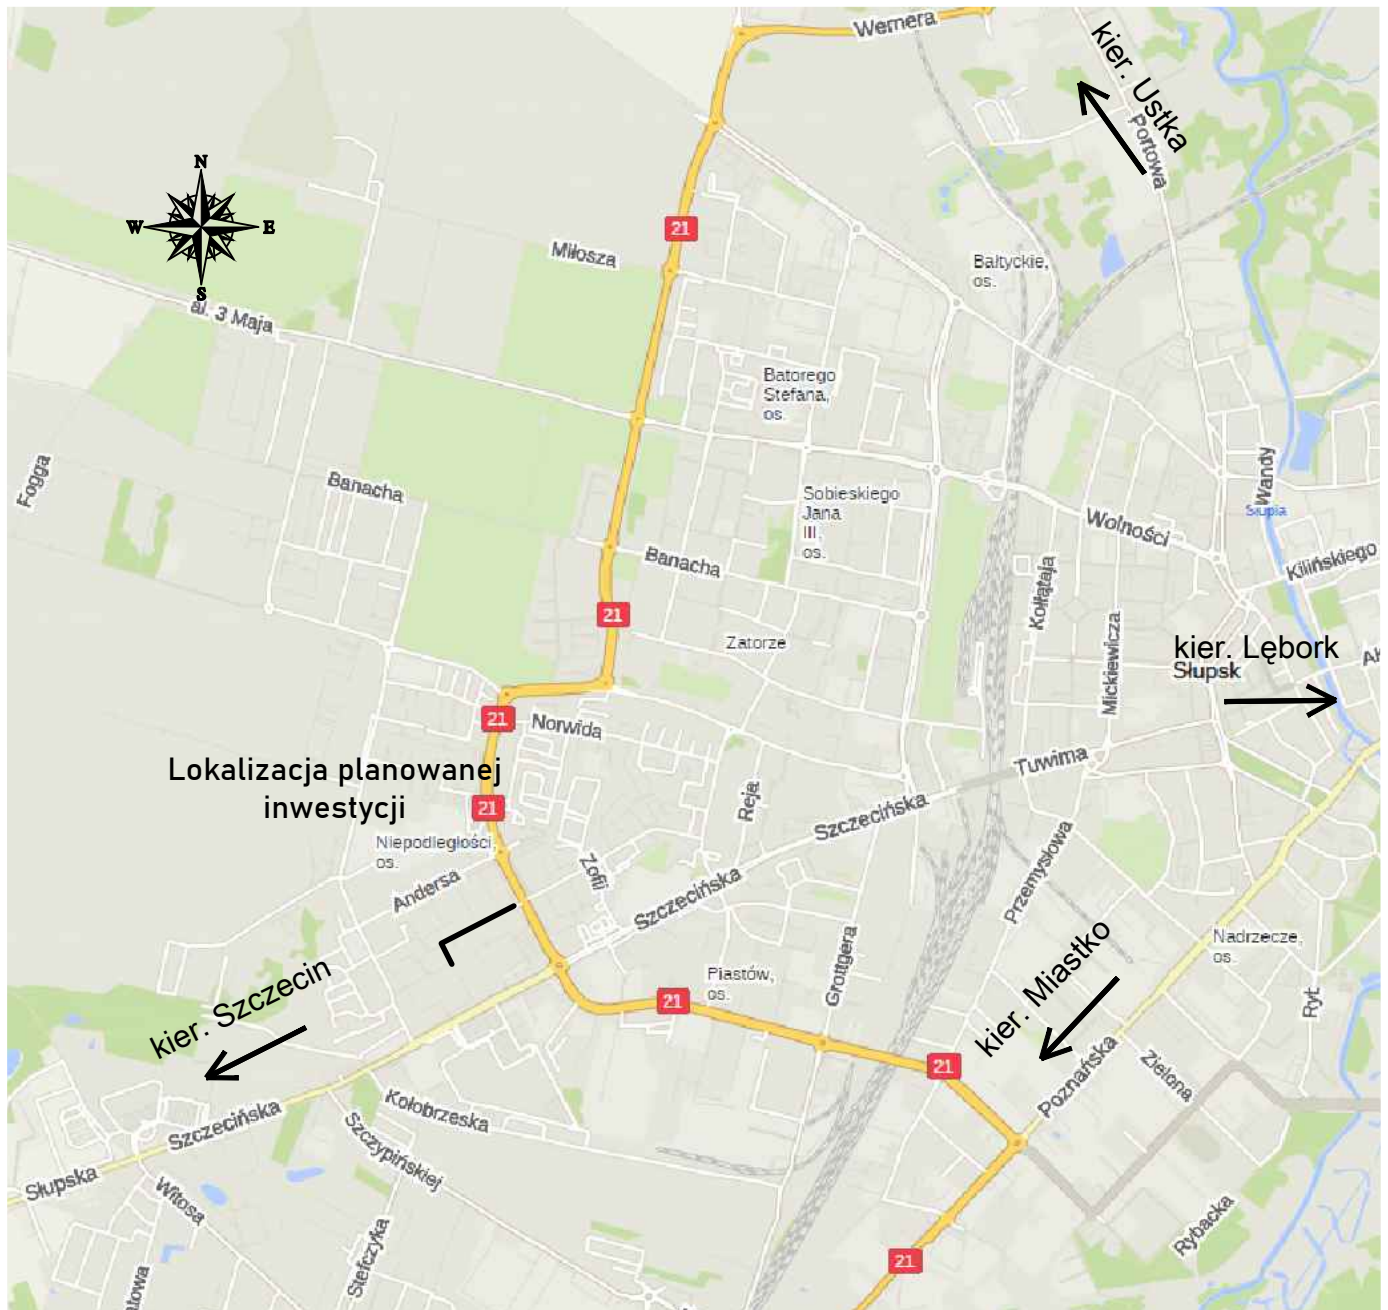 Wernera
kier. Ustka
Portowa
N
W
E
S
21
Miłosza
Bałtyckie,
os.
al. 3 Maja
Batorego
Stefana,
os.
Fogga
Banacha
Sobieskiego
Jana
III,
os.
Wandy
Słupia
Wolności
Kilińskiego
Banacha
Kołłątaja
21
Zatorze
Mickiewicza
kier. Lębork
Słupsk
21
Norwida
Tuwima
Lokalizacja planowanej
inwestycji
21
Reja
Szczecińska
Niepodległości,
os.
Zofii
Andersa
Szczecińska
Przemysłowa
Grottgera
Nadrzecze,
os.
kier. Szczecin
Piastów,
os.
21
kier. Miastko
Ryt.
21
Poznańska
Zielona
Kołobrzeska
Szczecińska
Szczypińskiej
Słupska
Witosa
Stefczyka
Rybacka
21